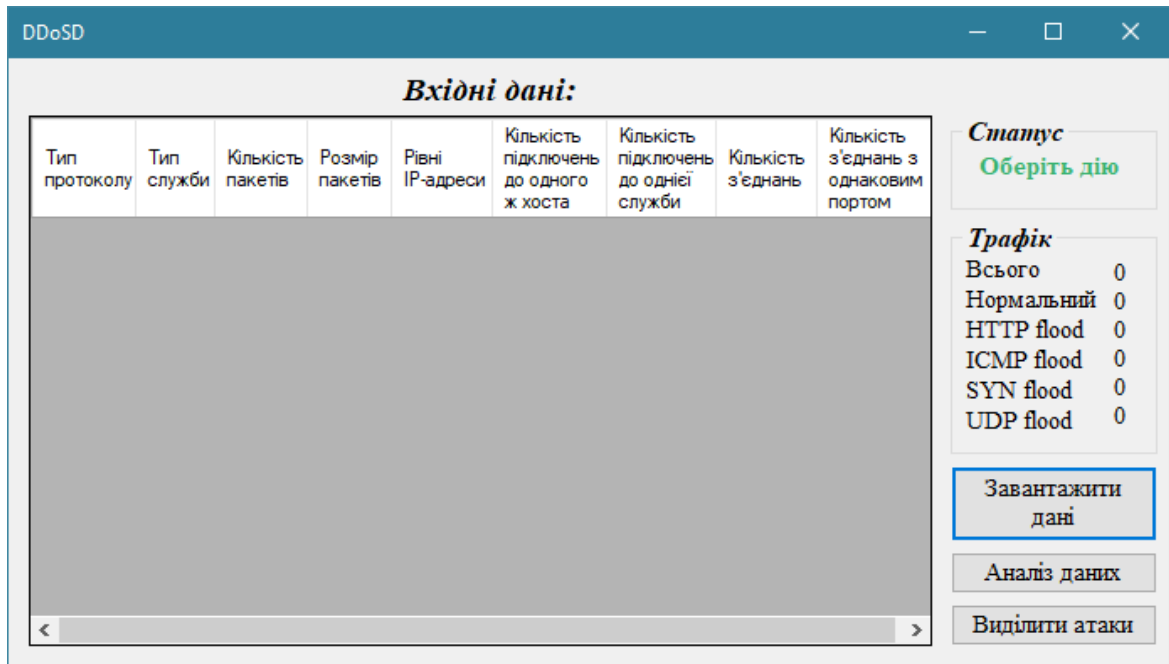 DDoSD
Вхідні дані:
Тип
протоколу
Тип
служби
Кількість
пакетів
Розмір
пакетів
Рівні
IP-адреси
Кількість
підключень
до одного
ж хоста
Кількість
підключень
до однієї
служби
Кількість
з'єднань
Кількість
з'єднань з
однаковим
портом
Статус
Оберіть дію
Трафік
Всього 0
Нормальний 0
HTTP flood 0
ICMP flood 0
SYN flood 0
UDP flood 0
Завантажити
дані
Аналіз даних
Виділити атаки